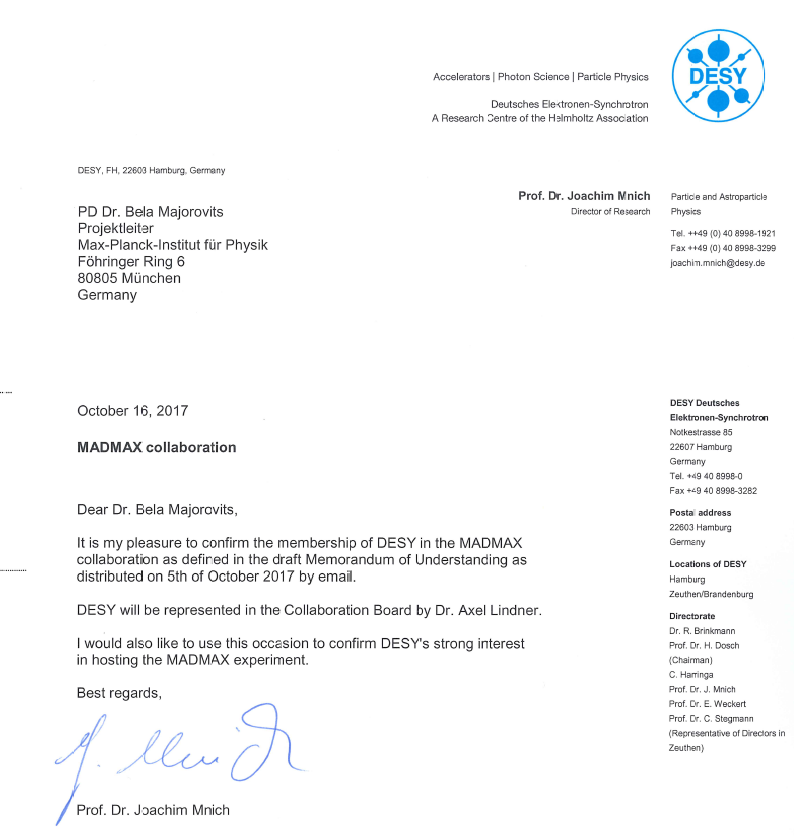 DESY
Accelerators | Photon Science | Particle Physics
Deutsches Elektronen-Synchrotron
A Research Centre of the Helmholtz Association
DESY, FH, 22603 Hamburg, Germany
PD Dr. Bela Majorovits
Projektleiter
Max-Planck-Institut für Physik
Föhringer Ring 6
80805 München
Germany
Prof. Dr. Joachim Mnich
Director of Research
Particle and Astroparticle
Physics
Tel. ++49 (0) 40 8998-1921
Fax ++49 (0) 40 8998-3299
joachim.mnich@desy.de
October 16, 2017
MADMAX collaboration
Dear Dr. Bela Majorovits,
It is my pleasure to confirm the membership of DESY in the MADMAX
collaboration as defined in the draft Memorandum of Understanding as
distributed on 5th of October 2017 by email.
DESY will be represented in the Collaboration Board by Dr. Axel Lindner.
I would also like to use this occasion to confirm DESY's strong interest
in hosting the MADMAX experiment.
Best regards,
J. Mnich
Prof. Dr. Joachim Mnich
DESY Deutsches
Elektronen-Synchrotron
Notkestrasse 85
22607 Hamburg
Germany
Tel. +49 40 8998-0
Fax +49 40 8998-3282
Postal address
22603 Hamburg
Germany
Locations of DESY
Hamburg
Zeuthen/Brandenburg
Directorate
Dr. R. Brinkmann
Prof. Dr. H. Dosch
(Chairman)
C. Harringa
Prof. Dr. J. Mnich
Prof. Dr. E. Weckert
Prof. Dr. C. Stegmann
(Representative of Directors in
Zeuthen)